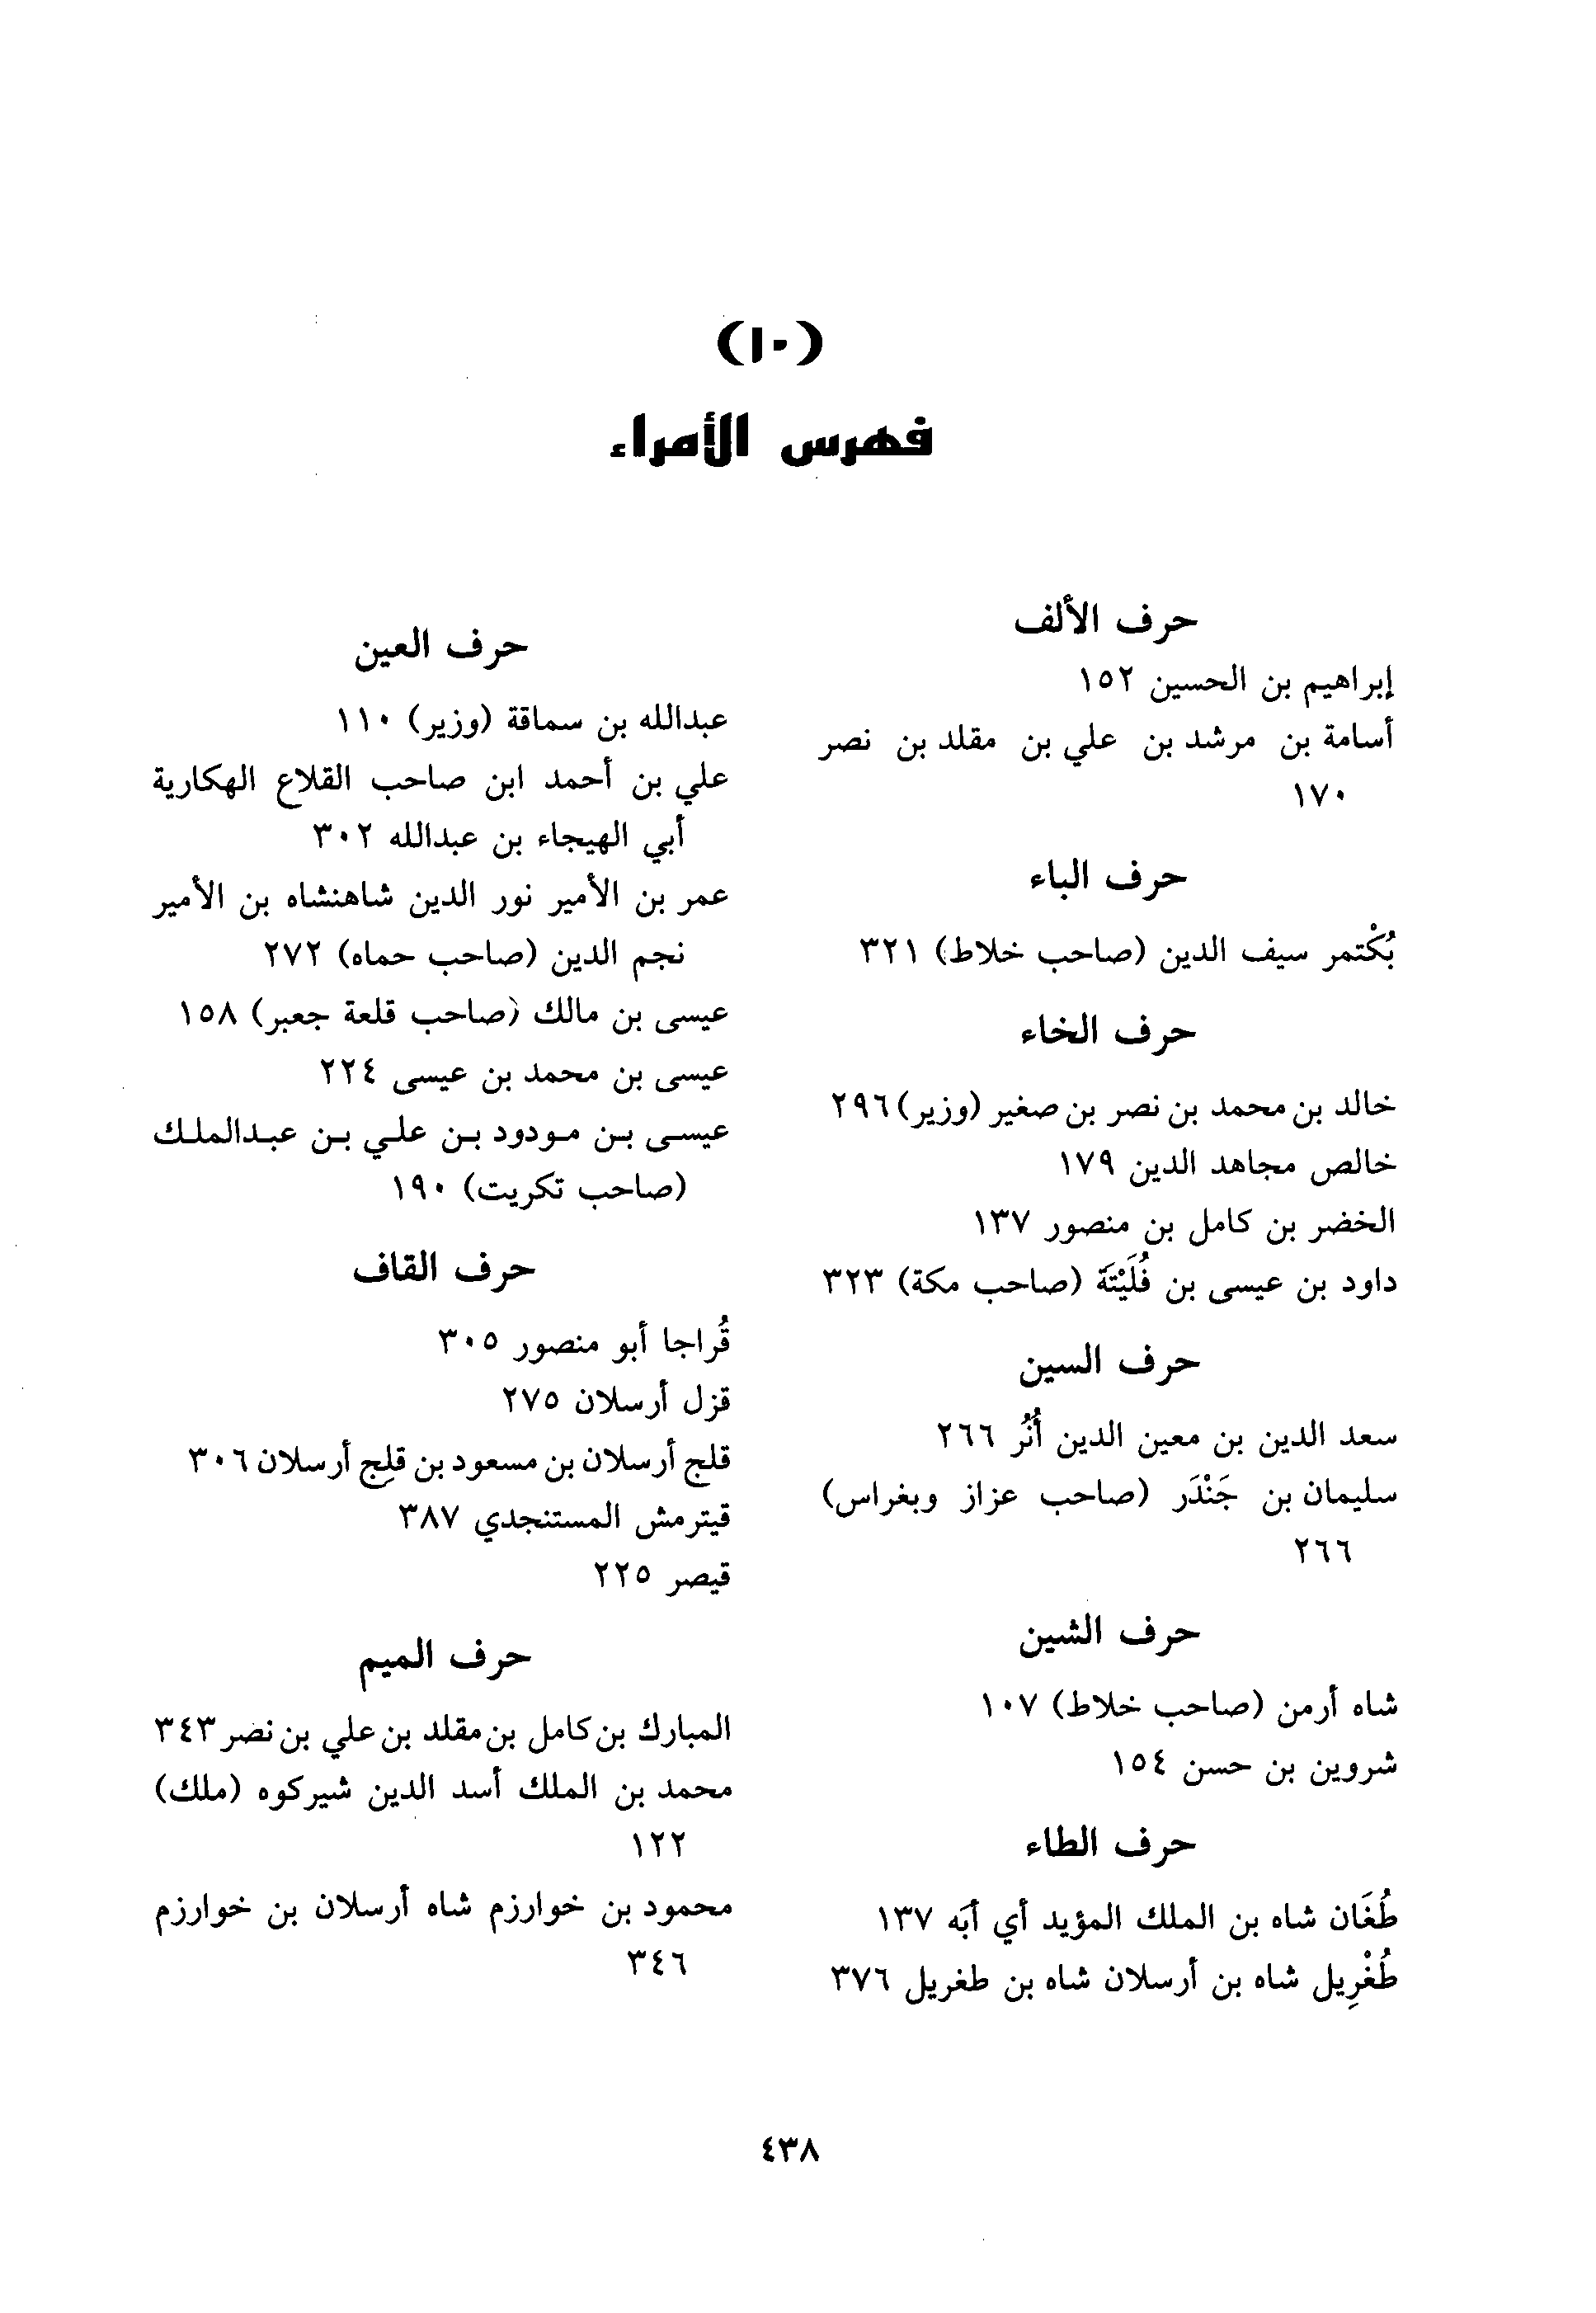 (١٠)
فهرس الأمراء
حرف الألف
إبراهيم بن الحسين ١٥٢
أسامة بن مرشد بن علي بن مقلد بن نصر
١٧٠
حرف الباء
بُكْتمر سيف الدين (صاحب خلاط) ٣٢١
حرف الخاء
خالد بن محمد بن نصر بن صغير (وزير) ٢٩٦
خالص مجاهد الدين ١٧٩
الخضر بن كامل بن منصور ١٣٧
داود بن عيسى بن فُلَيْتَة (صاحب مكة) ٣٢٣
حرف السين
سعد الدين بن معين الدين أُنُر ٢٦٦
سليمان بن جَنْدَر (صاحب عزاز وبغراس)
٢٦٦
حرف الشين
شاه أرمن (صاحب خلاط) ١٠٧
شروين بن حسن ١٥٤
حرف الطاء
طُغَان شاه بن الملك المؤيد أي أَبَه ١٣٧
طُغْرِيل شاه بن أرسلان شاه بن طغريل ٣٧٦
حرف العين
عبدالله بن سماقة (وزير) ١١٠
علي بن أحمد ابن صاحب القلاع الهكارية
أبي الهيجاء بن عبدالله ٣٠٢
عمر بن الأمير نور الدين شاهنشاه بن الأمير
نجم الدين (صاحب حماه) ٢٧٢
عيسى بن مالك (صاحب قلعة جعبر) ١٥٨
عيسى بن محمد بن عيسى ٢٢٤
عيسى بن مودود بن علي بن عبدالملك
(صاحب تكريت) ١٩٠
حرف القاف
قُراجا أبو منصور ٣٠٥
قزل أرسلان ٢٧٥
قلج أرسلان بن مسعود بن قلِج أرسلان ٣٠٦
قيترمش المستنجدي ٣٨٧
قيصر ٢٢٥
حرف الميم
المبارك بن كامل بن مقلد بن علي بن نصر ٣٤٣
محمد بن الملك أسد الدين شيركوه (ملك)
١٢٢
محمود بن خوارزم شاه أرسلان بن خوارزم
٣٤٦
٤٣٨